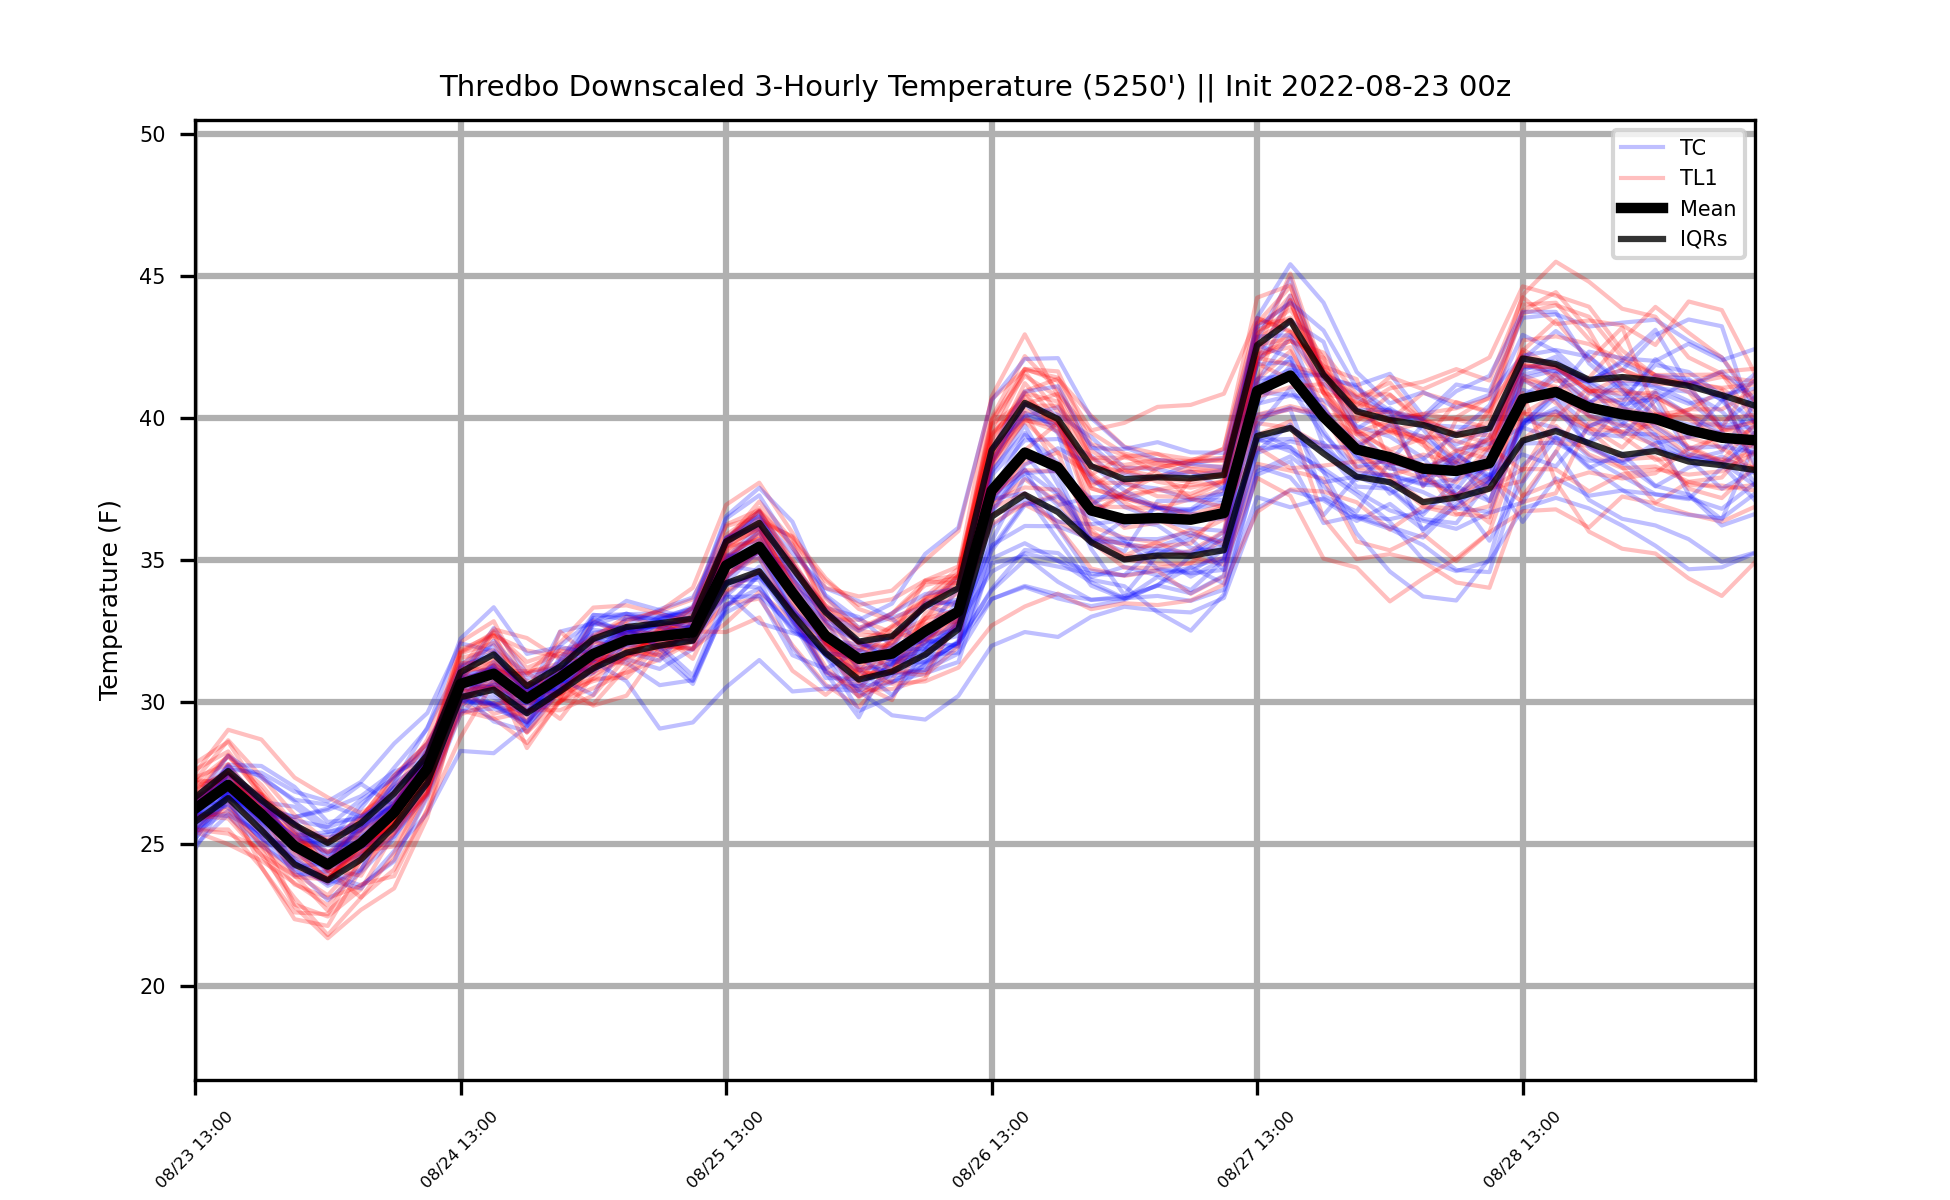 Thredbo Downscaled 3-Hourly Temperature (5250') || Init 2022-08-23 00z
TC
TL1
Mean
IQRs
Temperature (F)
50
45
40
35
30
25
20
08/23 13:00
08/24 13:00
08/25 13:00
08/26 13:00
08/27 13:00
08/28 13:00